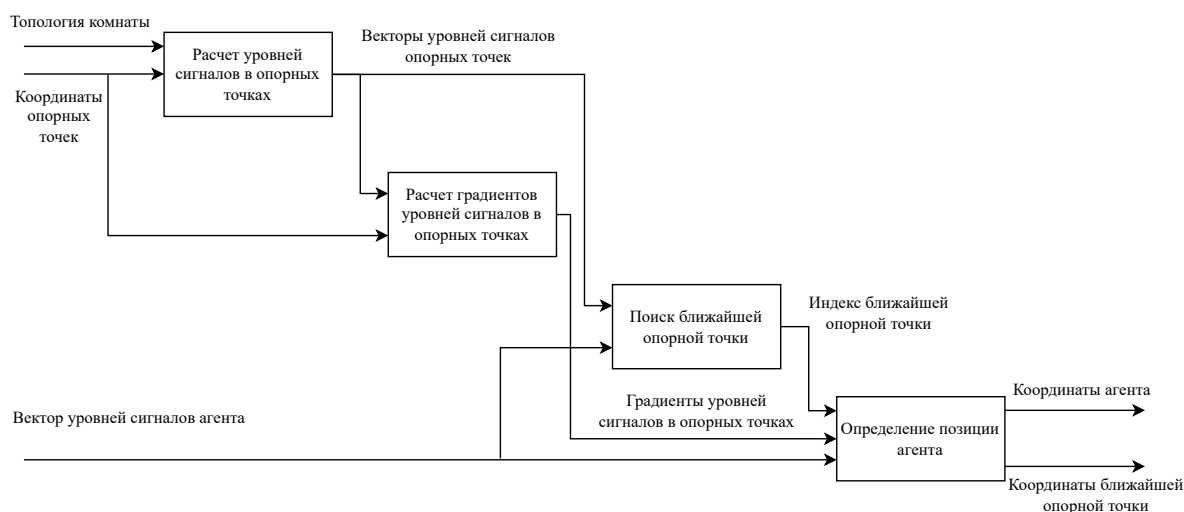 Топология комнаты
Расчет уровней
сигналов в опорных
точках
Векторы уровней сигналов
опорных точек
Координаты
опорных
точек
Расчет градиентов
уровней сигналов в
опорных точках
Поиск ближайшей
опорной точки
Индекс ближайшей
опорной точки
Вектор уровней сигналов агента
Градиенты уровней
сигналов в опорных точках
Определение позиции
агента
Координаты агента
Координаты ближайшей
опорной точки